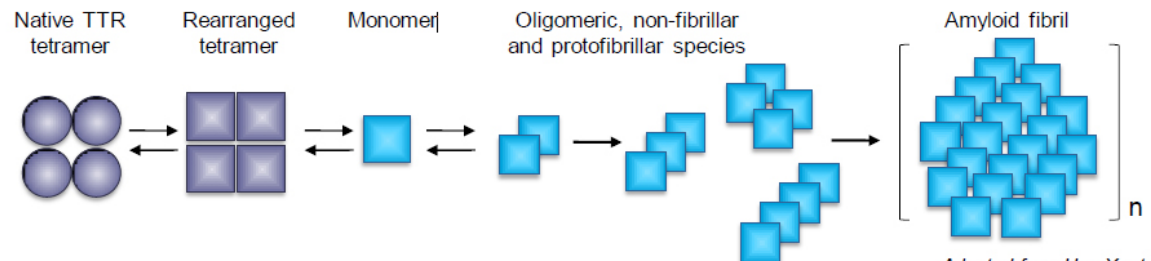 Native TTR
tetramer
Rearranged
tetramer
Monomer
Oligomeric, non-fibrillar
and protofibrillar species
Amyloid fibril
n